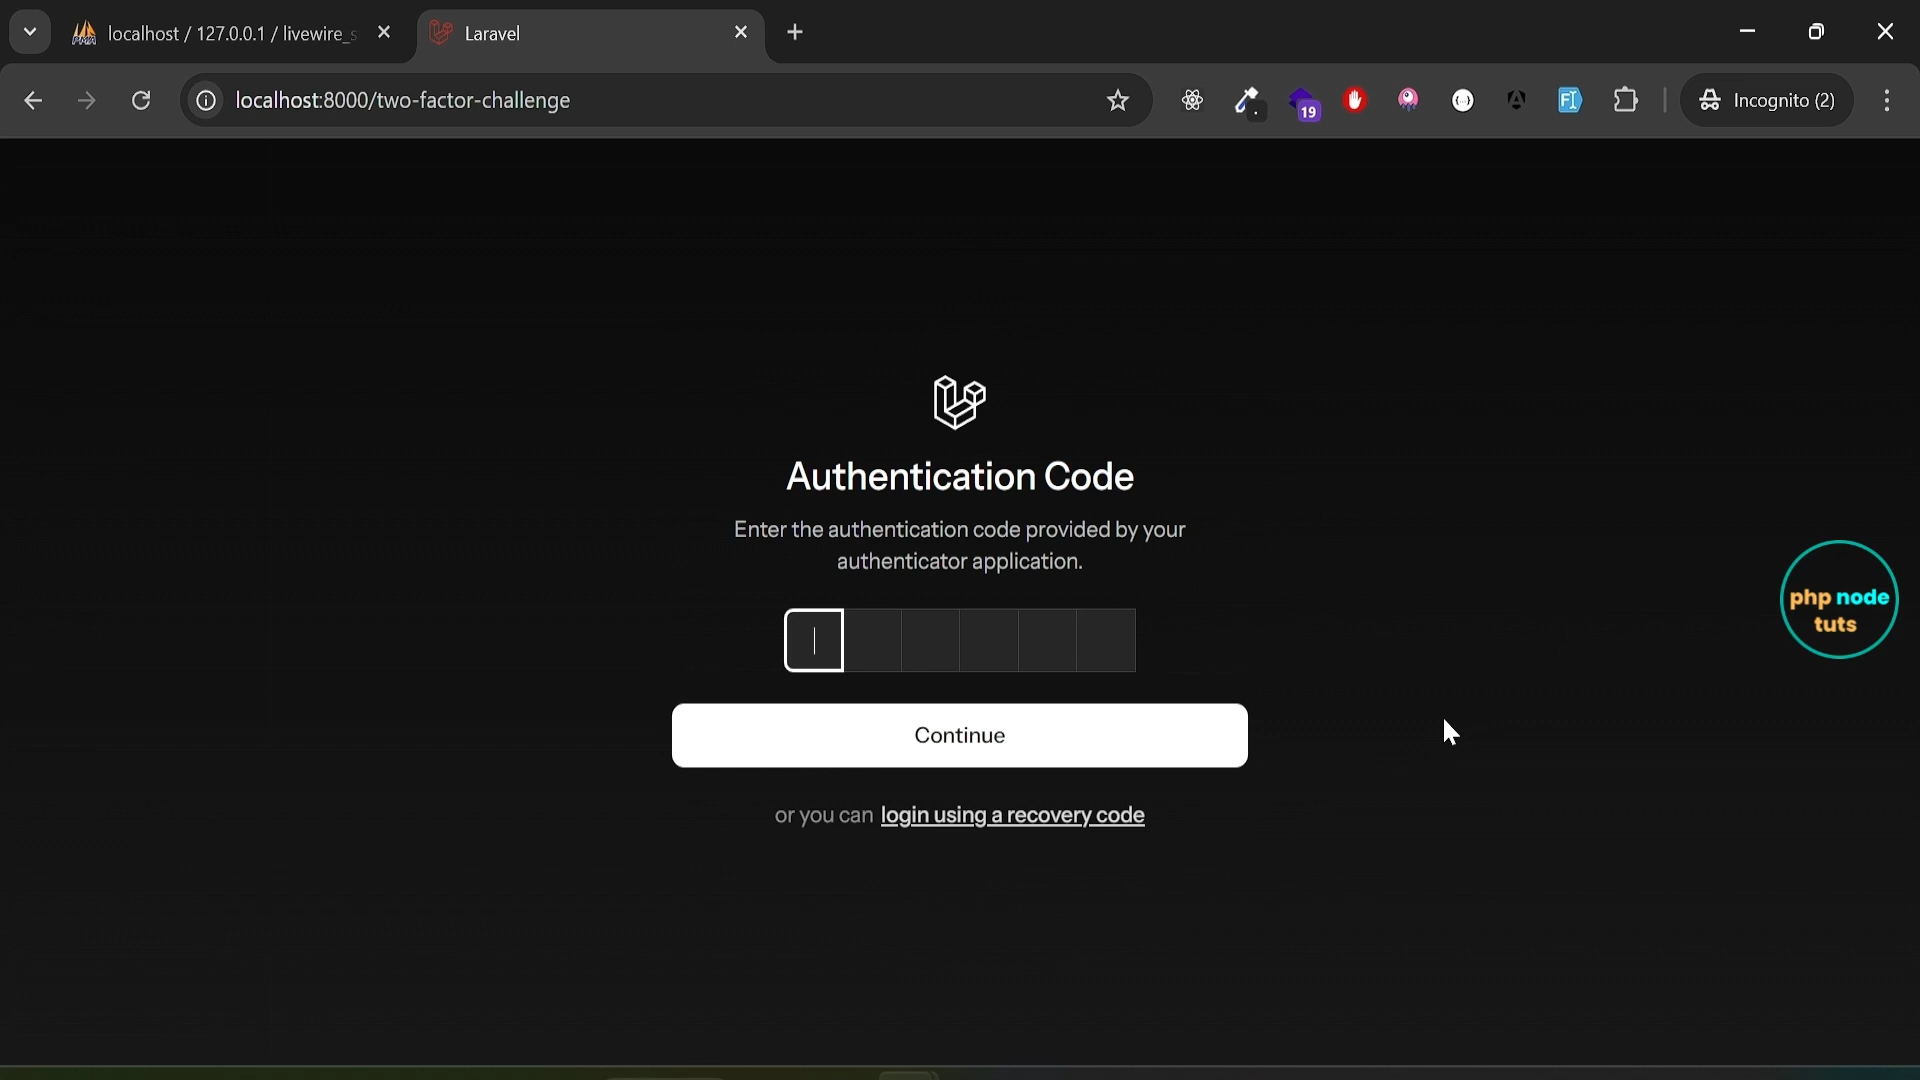 localhost / 127.0.0.1 / livewire_s
Laravel
localhost:8000/two-factor-challenge
19
Incognito (2)
Authentication Code
Enter the authentication code provided by your
authenticator application.
php node
tuts
Continue
or you can login using a recovery code